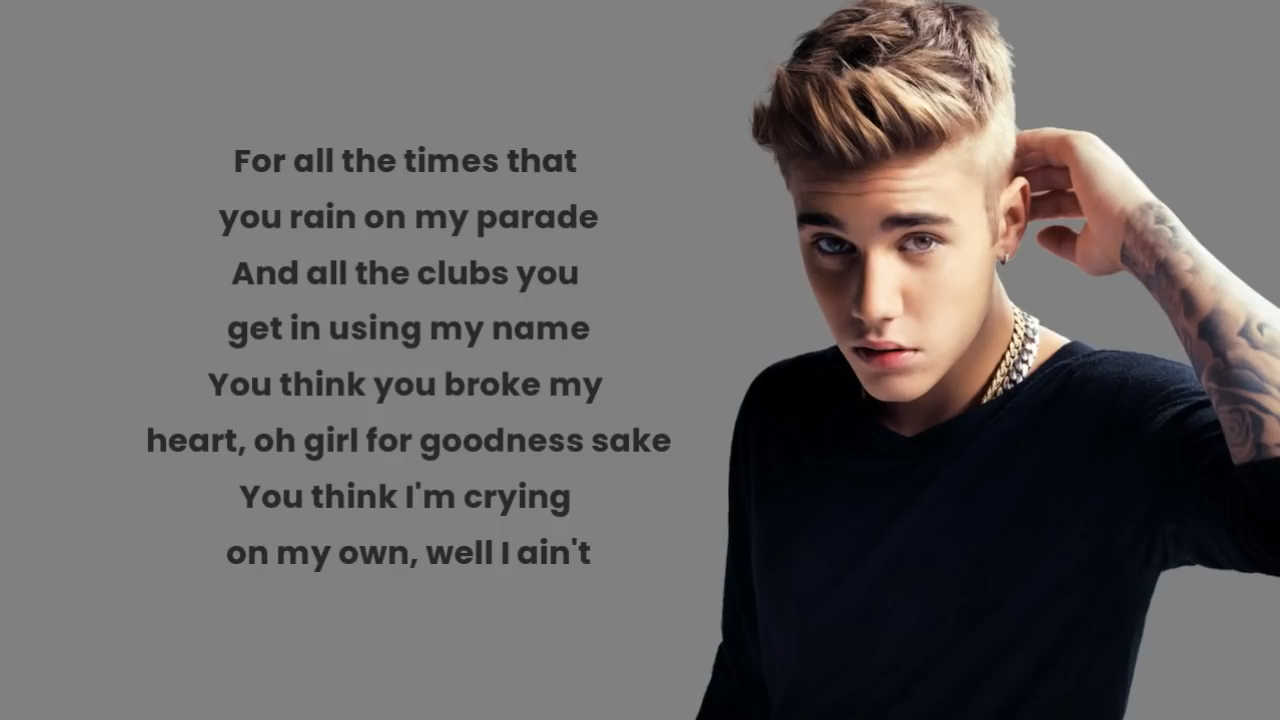 For all the times that
you rain on my parade
And all the clubs you
get in using my name
You think you broke my
heart, oh girl for goodness sake
You think I'm crying
on my own, well I ain't